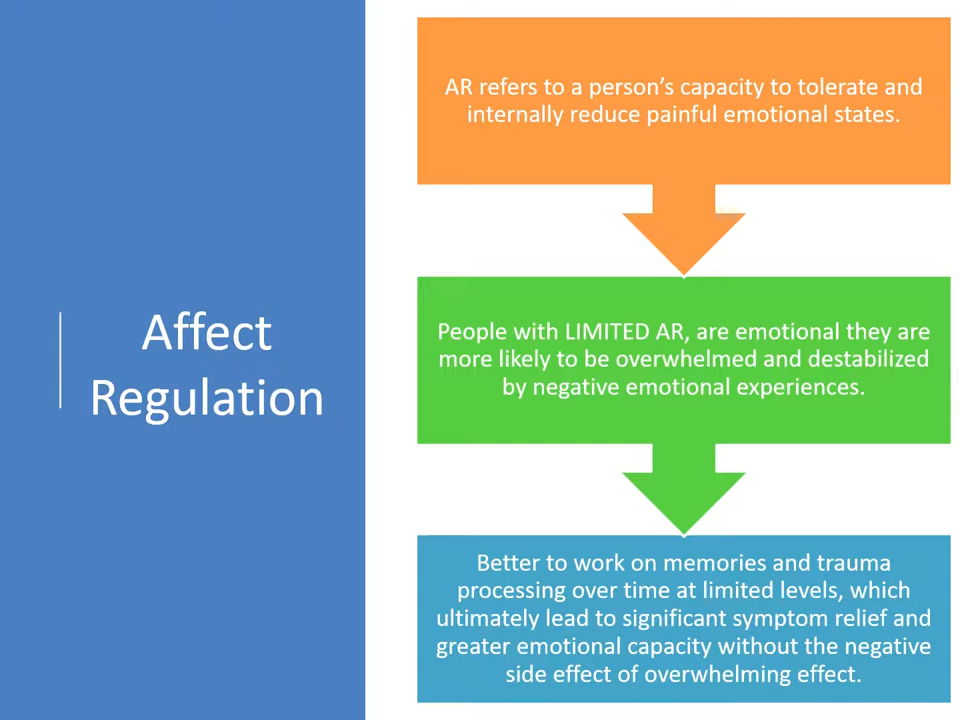 Affect
Regulation
AR refers to a person’s capacity to tolerate and
internally reduce painful emotional states.
People with LIMITED AR, are emotional they are
more likely to be overwhelmed and destabilized
by negative emotional experiences.
Better to work on memories and trauma
processing over time at limited levels, which
ultimately lead to significant symptom relief and
greater emotional capacity without the negative
side effect of overwhelming effect.